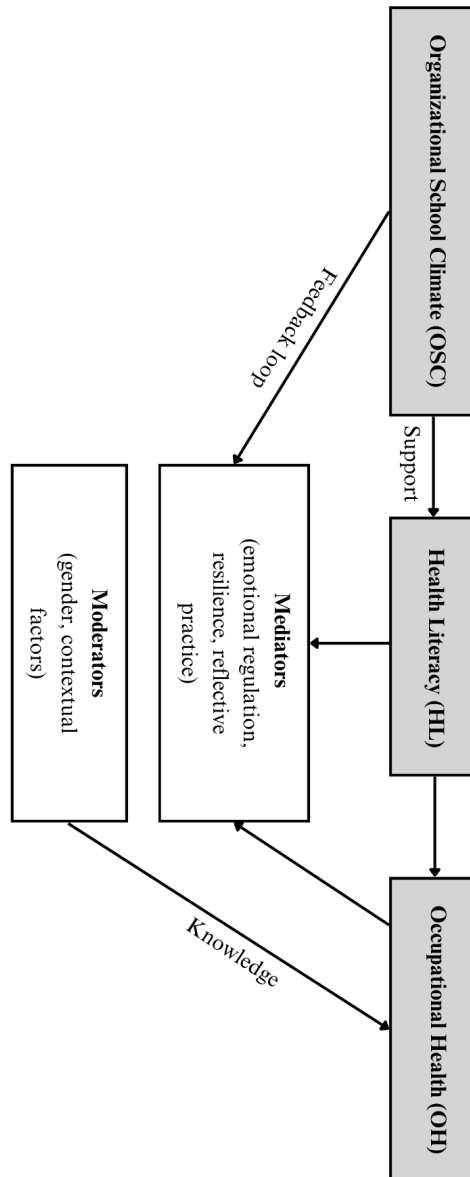 Organizational School Climate (OSC)
Support
Health Literacy (HL)
Occupational Health (OH)
Feedback loop
Mediators
(emotional regulation,
resilience, reflective
practice)
Knowledge
Moderators
(gender, contextual
factors)